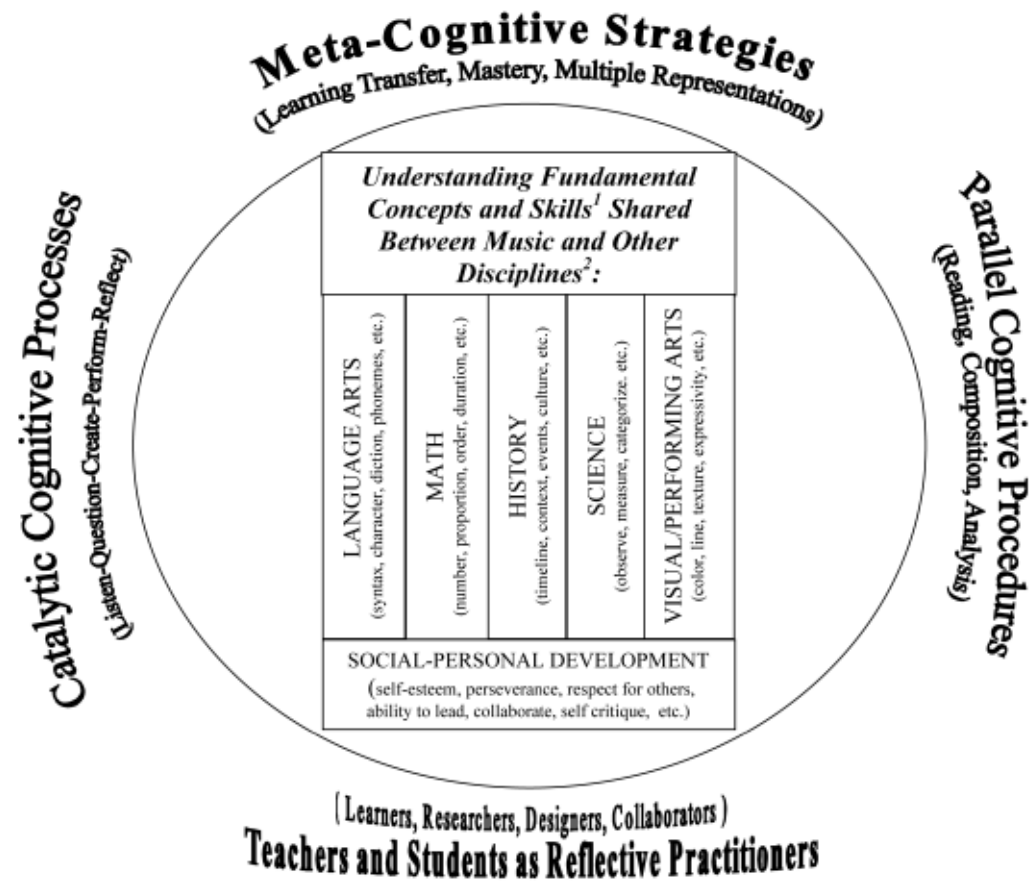 Meta-Cognitive Strategies
(Learning Transfer, Mastery, Multiple Representations)
Catalytic Cognitive Processes
(Listen-Question-Create-Perform-Reflect)
Understanding Fundamental
Concepts and Skills¹ Shared
Between Music and Other
Disciplines²:
LANGUAGE ARTS
(syntax, character, diction, phonemes, etc.)
MATH
(number, proportion, order, duration, etc.)
HISTORY
(timeline, context, events, culture, etc.)
SCIENCE
(observe, measure, categorize. etc.)
VISUAL/PERFORMING ARTS
(color, line, texture, expressivity, etc.)
SOCIAL-PERSONAL DEVELOPMENT
(self-esteem, perseverance, respect for others,
ability to lead, collaborate, self critique, etc.)
Parallel Cognitive Procedures
(Reading, Composition, Analysis)
( Learners, Researchers, Designers, Collaborators )
Teachers and Students as Reflective Practitioners